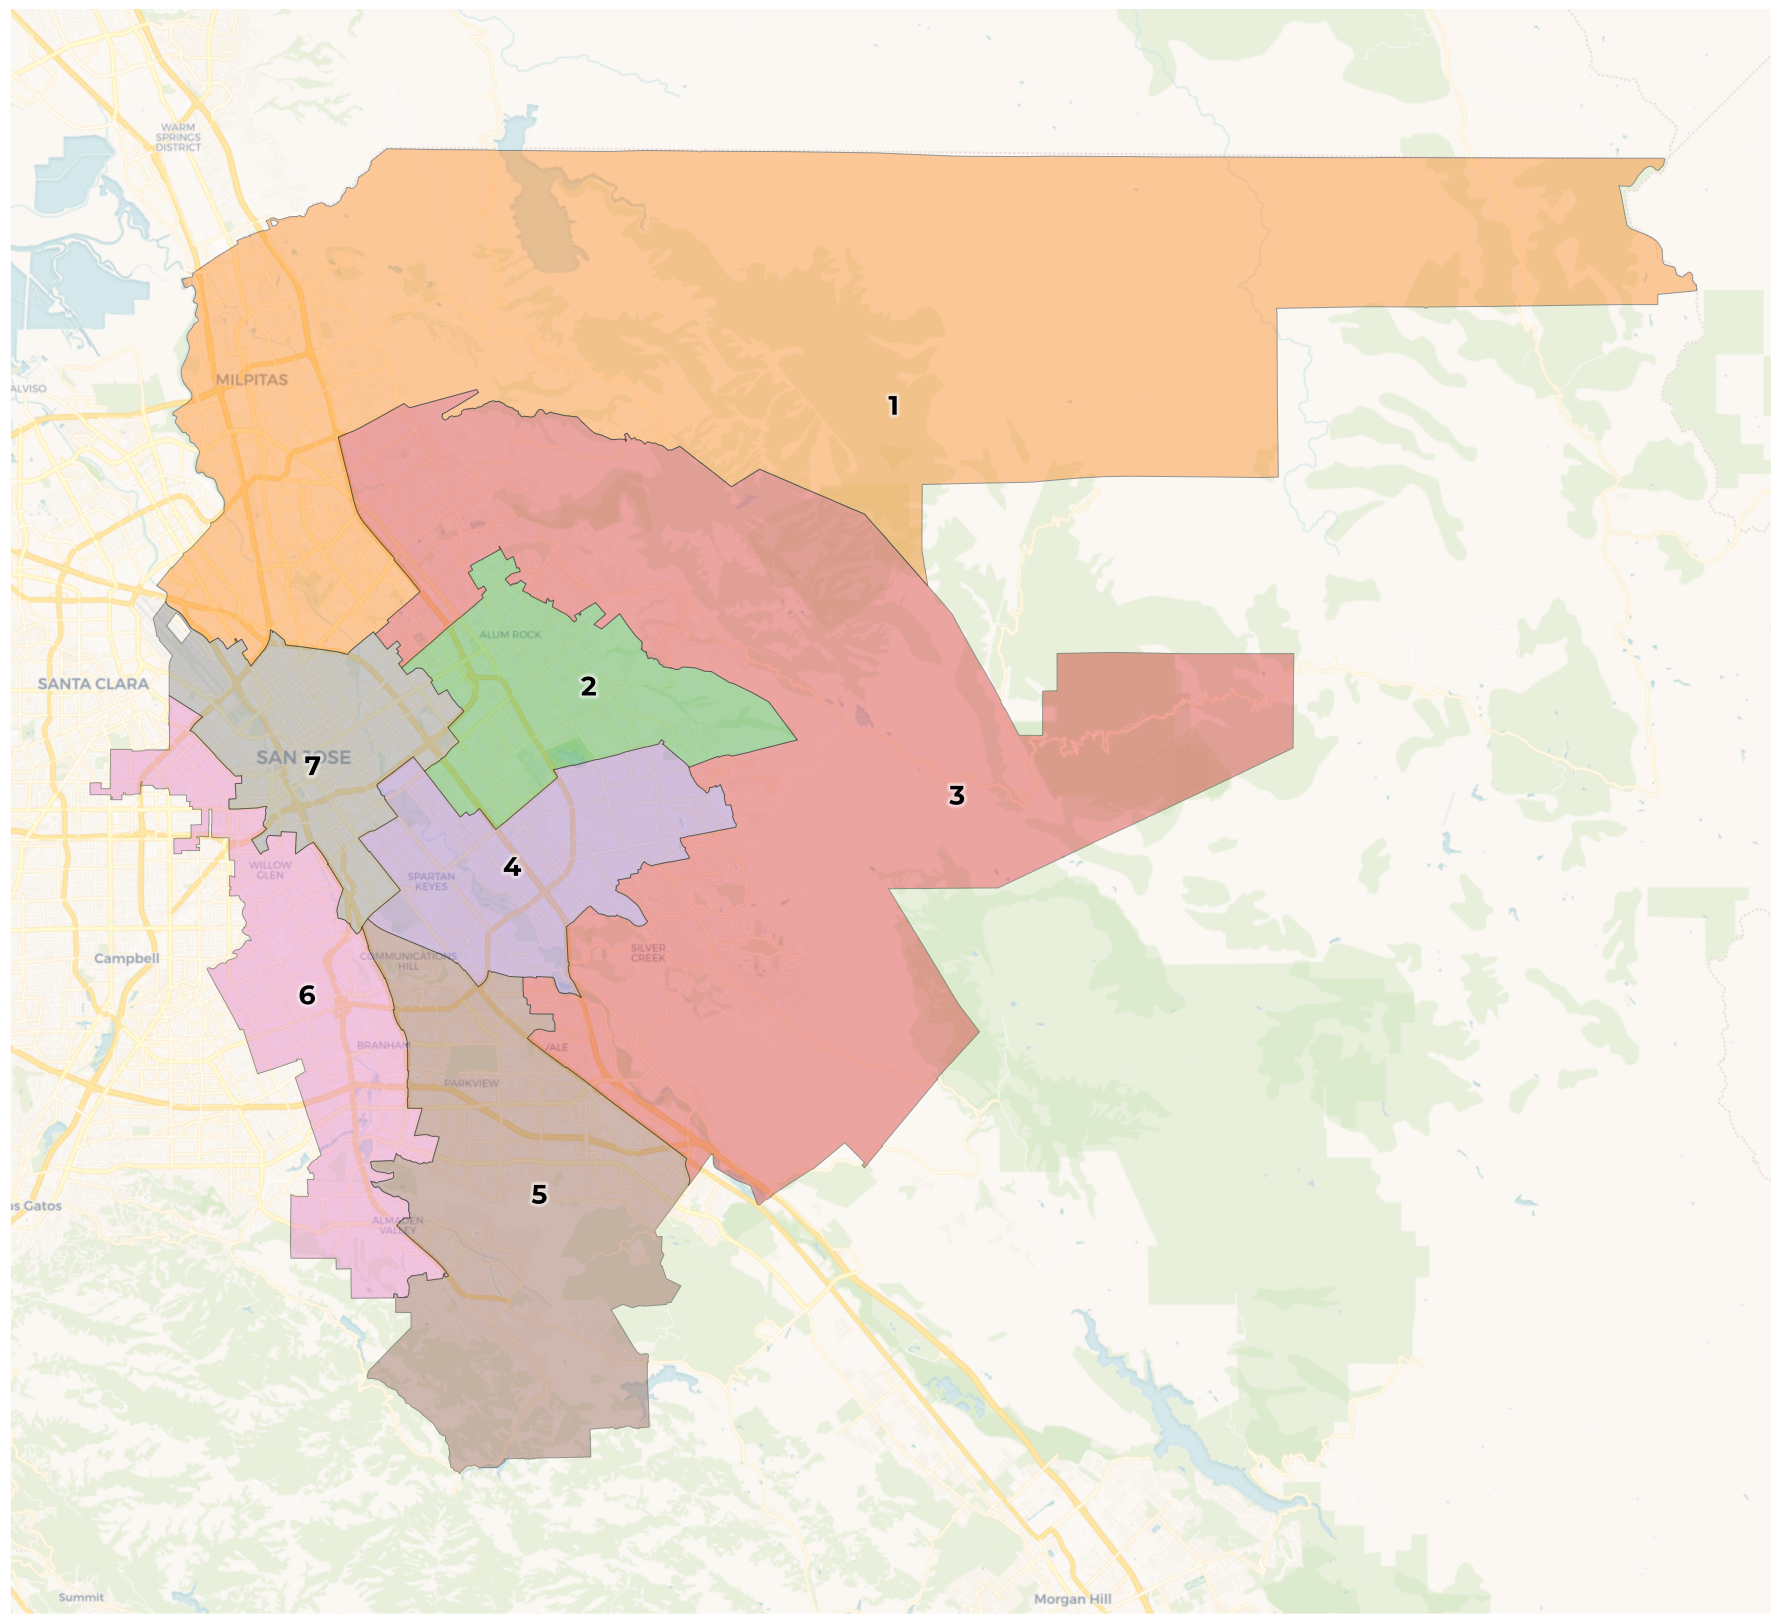 WARM
SPRINGS
DISTRICT
MILPITAS
ALVISO
1
ALUM ROCK
2
SANTA CLARA
SAN JOSE
7
3
4
WILLOW
GLEN
SPARTAN
KEYES
SILVER
CREEK
COMMUNICATIONS
HILL
Campbell
6
BRANHAM
VALE
PARKVIEW
5
os Gatos
ALMADEN
VALLEY
Summit
Morgan Hill